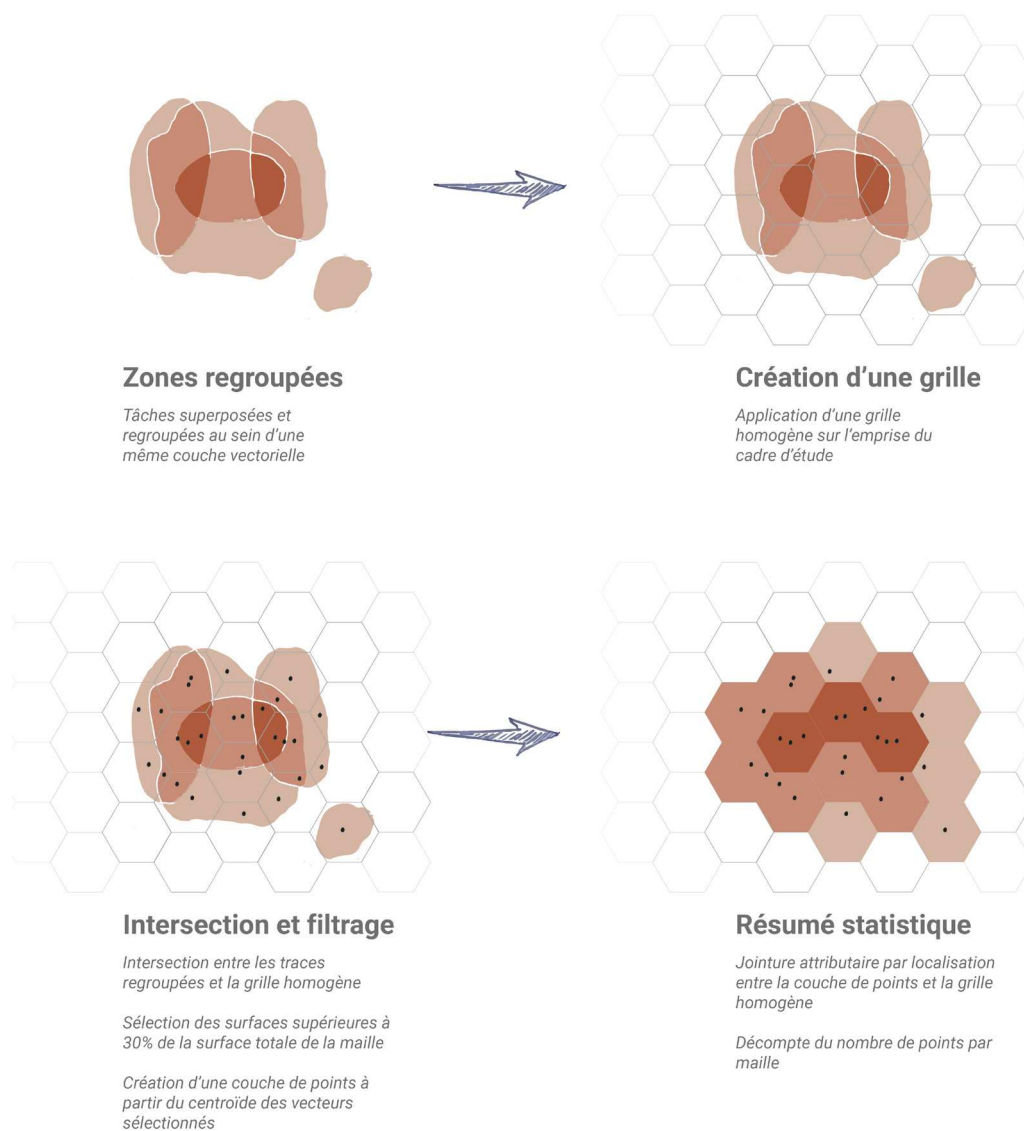 Zones regroupées
Tâches superposées et
regroupées au sein d'une
même couche vectorielle
Création d'une grille
Application d'une grille
homogène sur l'emprise du
cadre d'étude
Intersection et filtrage
Intersection entre les traces
regroupées et la grille homogène
Sélection des surfaces supérieures à
30% de la surface totale de la maille
Création d'une couche de points à
partir du centroïde des vecteurs
sélectionnés
Résumé statistique
Jointure attributaire par localisation
entre la couche de points et la grille
homogène
Décompte du nombre de points par
maille